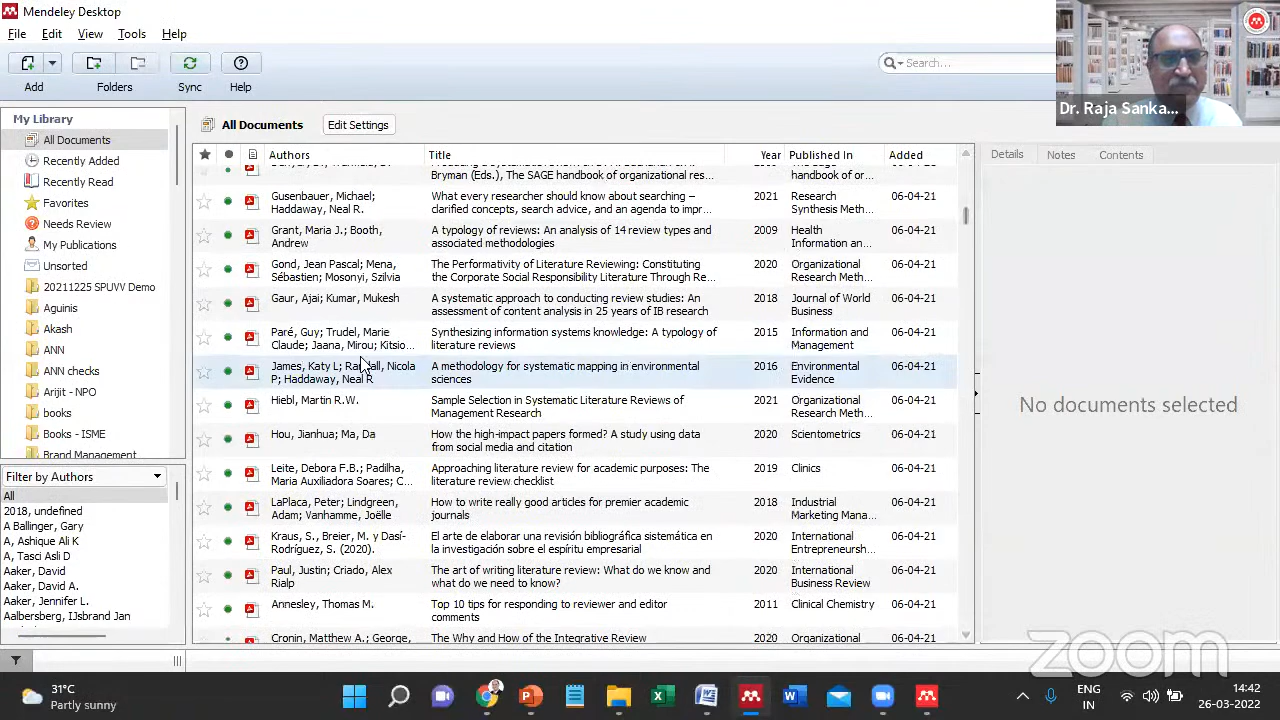 Mendeley Desktop
File Edit View Tools Help
Add Folders Sync Help
Search...
Dr. Raja Sanka...
My Library
All Documents
Recently Added
Recently Read
Favorites
Needs Review
My Publications
Unsorted
20211225 SPUVV Demo
Aguinis
Akash
ANN
ANN checks
Arijit - NPO
books
Books - ISME
Brand Management
Filter by Authors
All
2018, undefined
A Ballinger, Gary
A, Ashique Ali K
A, Tasci Asli D
Aaker, David
Aaker, David A.
Aaker, Jennifer L.
Aalbersberg, IJsbrand Jan
All Documents Edit Settings
Authors Title Year Published In Added
Bryman (Eds.), The SAGE handbook of organizational res... handbook of or...
Gusenbauer, Michael; What every researcher should know about searching – 2021 Research 06-04-21
Haddaway, Neal R. clarified concepts, search advice, and an agenda to impr... Synthesis Meth...
Grant, Maria J.; Booth, A typology of reviews: An analysis of 14 review types and 2009 Health 06-04-21
Andrew associated methodologies Information an...
Gond, Jean Pascal; Mena, The Performativity of Literature Reviewing: Constituting 2020 Organizational 06-04-21
Sébastien; Mosonyi, Szilvia the Corporate Social Responsibility Literature Through Re... Research Meth...
Gaur, Ajai; Kumar, Mukesh A systematic approach to conducting review studies: An 2018 Journal of World 06-04-21
assessment of content analysis in 25 years of IB research Business
Paré, Guy; Trudel, Marie Synthesizing information systems knowledge: A typology of 2015 Information and 06-04-21
Claude; Jaana, Mirou; Kitsio... literature reviews Management
James, Katy L; Randall, Nicola A methodology for systematic mapping in environmental 2016 Environmental 06-04-21
P; Haddaway, Neal R sciences Evidence
Hiebl, Martin R.W. Sample Selection in Systematic Literature Reviews of 2021 Organizational 06-04-21
Management Research Research Meth...
Hou, Jianhua; Ma, Da How the high-impact papers formed? A study using data 2020 Scientometrics 06-04-21
from social media and citation
Leite, Debora F.B.; Padilha, Approaching literature review for academic purposes: The 2019 Clinics 06-04-21
Maria Auxiliadora Soares; C... literature review checklist
LaPlaca, Peter; Lindgreen, How to write really good articles for premier academic 2018 Industrial 06-04-21
Adam; Vanhamme, Joëlle journals Marketing Mana...
Kraus, S., Breier, M. y Dasí- El arte de elaborar una revisión bibliográfica sistemática en 2020 International 06-04-21
Rodríguez, S. (2020). la investigación sobre el espíritu empresarial Entrepreneursh...
Paul, Justin; Criado, Alex The art of writing literature review: What do we know and 2020 International 06-04-21
Rialp what do we need to know? Business Review
Annesley, Thomas M. Top 10 tips for responding to reviewer and editor 2011 Clinical Chemistry 06-04-21
comments
Cronin, Matthew A.; George, The Why and How of the Integrative Review 2020 Organizational 06-04-21
Details Notes Contents
No documents selected
zoom
31°C
Partly sunny
ENG
IN
14:42
26-03-2022